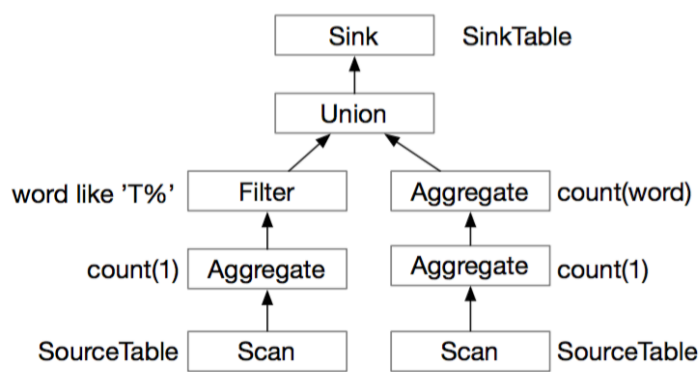 Sink SinkTable
Union
word like ’T%’ Filter Aggregate count(word)
count(1) Aggregate Aggregate count(1)
SourceTable Scan Scan SourceTable